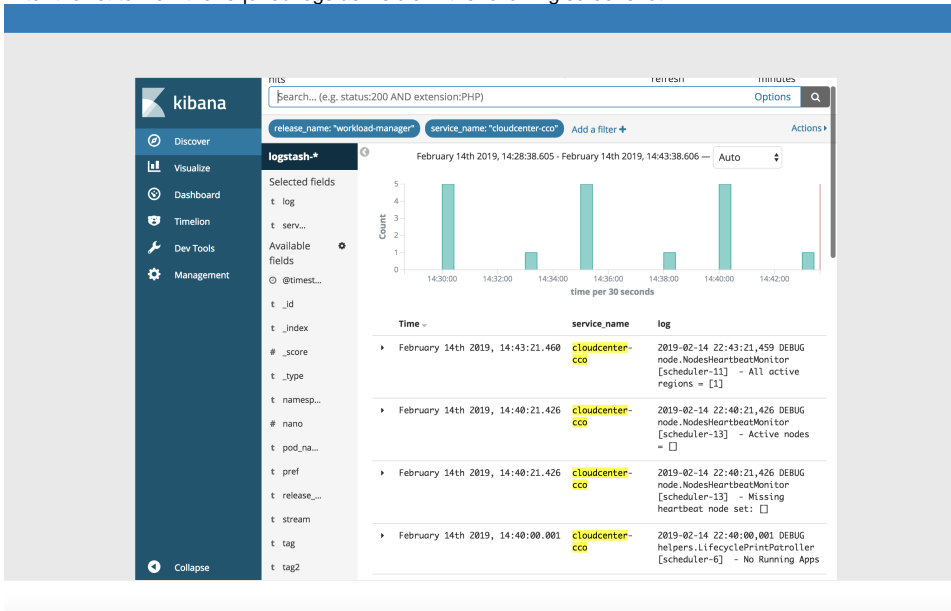 hits refresh minutes
kibana
Discover
Visualize
Dashboard
Timelion
Dev Tools
Management
Collapse
Search... (e.g. status:200 AND extension:PHP) Options
release_name: "workload-manager" service_name: "cloudcenter-cco" Add a filter + Actions
logstash-*
Selected fields
t log
t serv...
Available fields
@timest...
t _id
t _index
# _score
t _type
t namesp...
# nano
t pod_na...
t pref
t release_...
t stream
t tag
t tag2
February 14th 2019, 14:28:38.605 - February 14th 2019, 14:43:38.606 — Auto
Count
5
4
3
2
1
0
14:30:00 14:32:00 14:34:00 14:36:00 14:38:00 14:40:00 14:42:00
time per 30 seconds
Time service_name log
February 14th 2019, 14:43:21.460 cloudcenter- 2019-02-14 22:43:21,459 DEBUG
cco node.NodesHeartbeatMonitor
[scheduler-11] - All active
regions = [1]
February 14th 2019, 14:40:21.426 cloudcenter- 2019-02-14 22:40:21,426 DEBUG
cco node.NodesHeartbeatMonitor
[scheduler-13] - Active nodes
= []
February 14th 2019, 14:40:21.426 cloudcenter- 2019-02-14 22:40:21,426 DEBUG
cco node.NodesHeartbeatMonitor
[scheduler-13] - Missing
heartbeat node set: []
February 14th 2019, 14:40:00.001 cloudcenter- 2019-02-14 22:40:00,001 DEBUG
cco helpers.LifecyclePrintPatroller
[scheduler-6] - No Running Apps